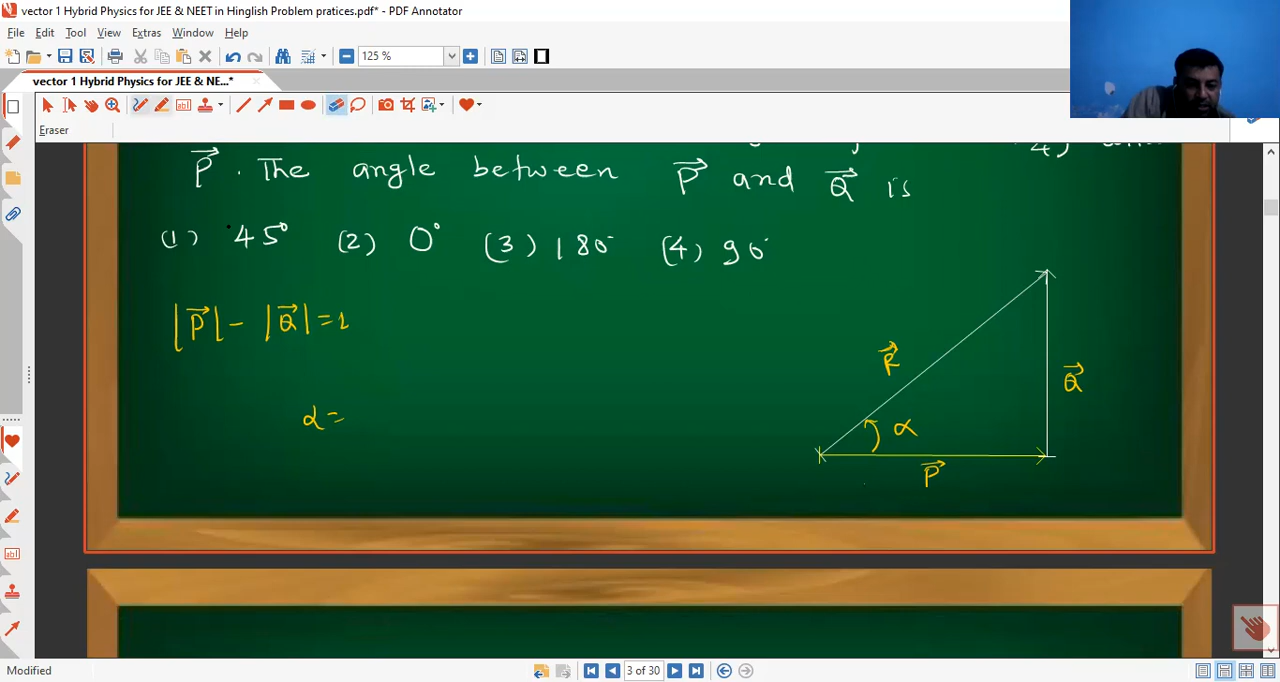 vector 1 Hybrid Physics for JEE & NEET in Hinglish Problem pratices.pdf* - PDF Annotator
File Edit Tool View Extras Window Help
125 %
vector 1 Hybrid Physics for JEE & NE...*
Eraser
P⃗. The angle between P⃗ and Q⃗ is
(1) 45° (2) 0° (3) 180° (4) 90°
|P⃗| - |Q⃗| = 1
R⃗
Q⃗
α =
α
P⃗
3 of 30
Modified